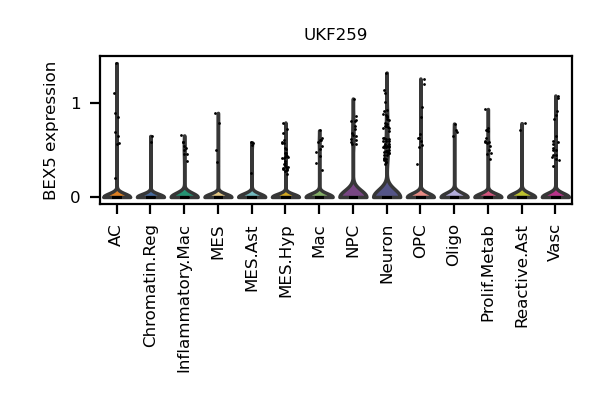 UKF259
BEX5 expression
1
0
AC
Chromatin.Reg
Inflammatory.Mac
MES
MES.Ast
MES.Hyp
Mac
NPC
Neuron
OPC
Oligo
Prolif.Metab
Reactive.Ast
Vasc